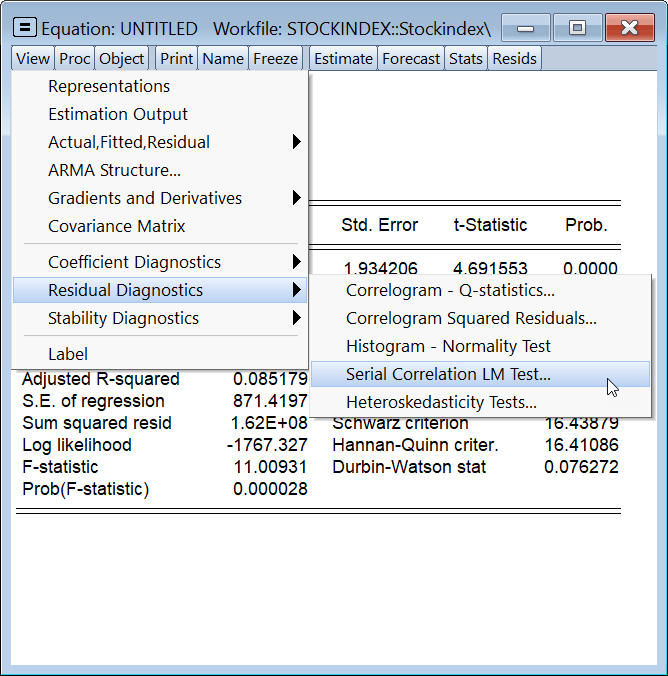 Equation: UNTITLED Workfile: STOCKINDEX::Stockindex\
View Proc Object Print Name Freeze Estimate Forecast Stats Resids
Representations
Estimation Output
Actual,Fitted,Residual
ARMA Structure...
Gradients and Derivatives
Covariance Matrix
Coefficient Diagnostics
Residual Diagnostics
Stability Diagnostics
Label
Std. Error t-Statistic Prob.
1.934206 4.691553 0.0000
Correlogram - Q-statistics...
Correlogram Squared Residuals...
Histogram - Normality Test
Serial Correlation LM Test...
Heteroskedasticity Tests...
Adjusted R-squared 0.085179
S.E. of regression 871.4197
Sum squared resid 1.62E+08 Schwarz criterion 16.43879
Log likelihood -1767.327 Hannan-Quinn criter. 16.41086
F-statistic 11.00931 Durbin-Watson stat 0.076272
Prob(F-statistic) 0.000028